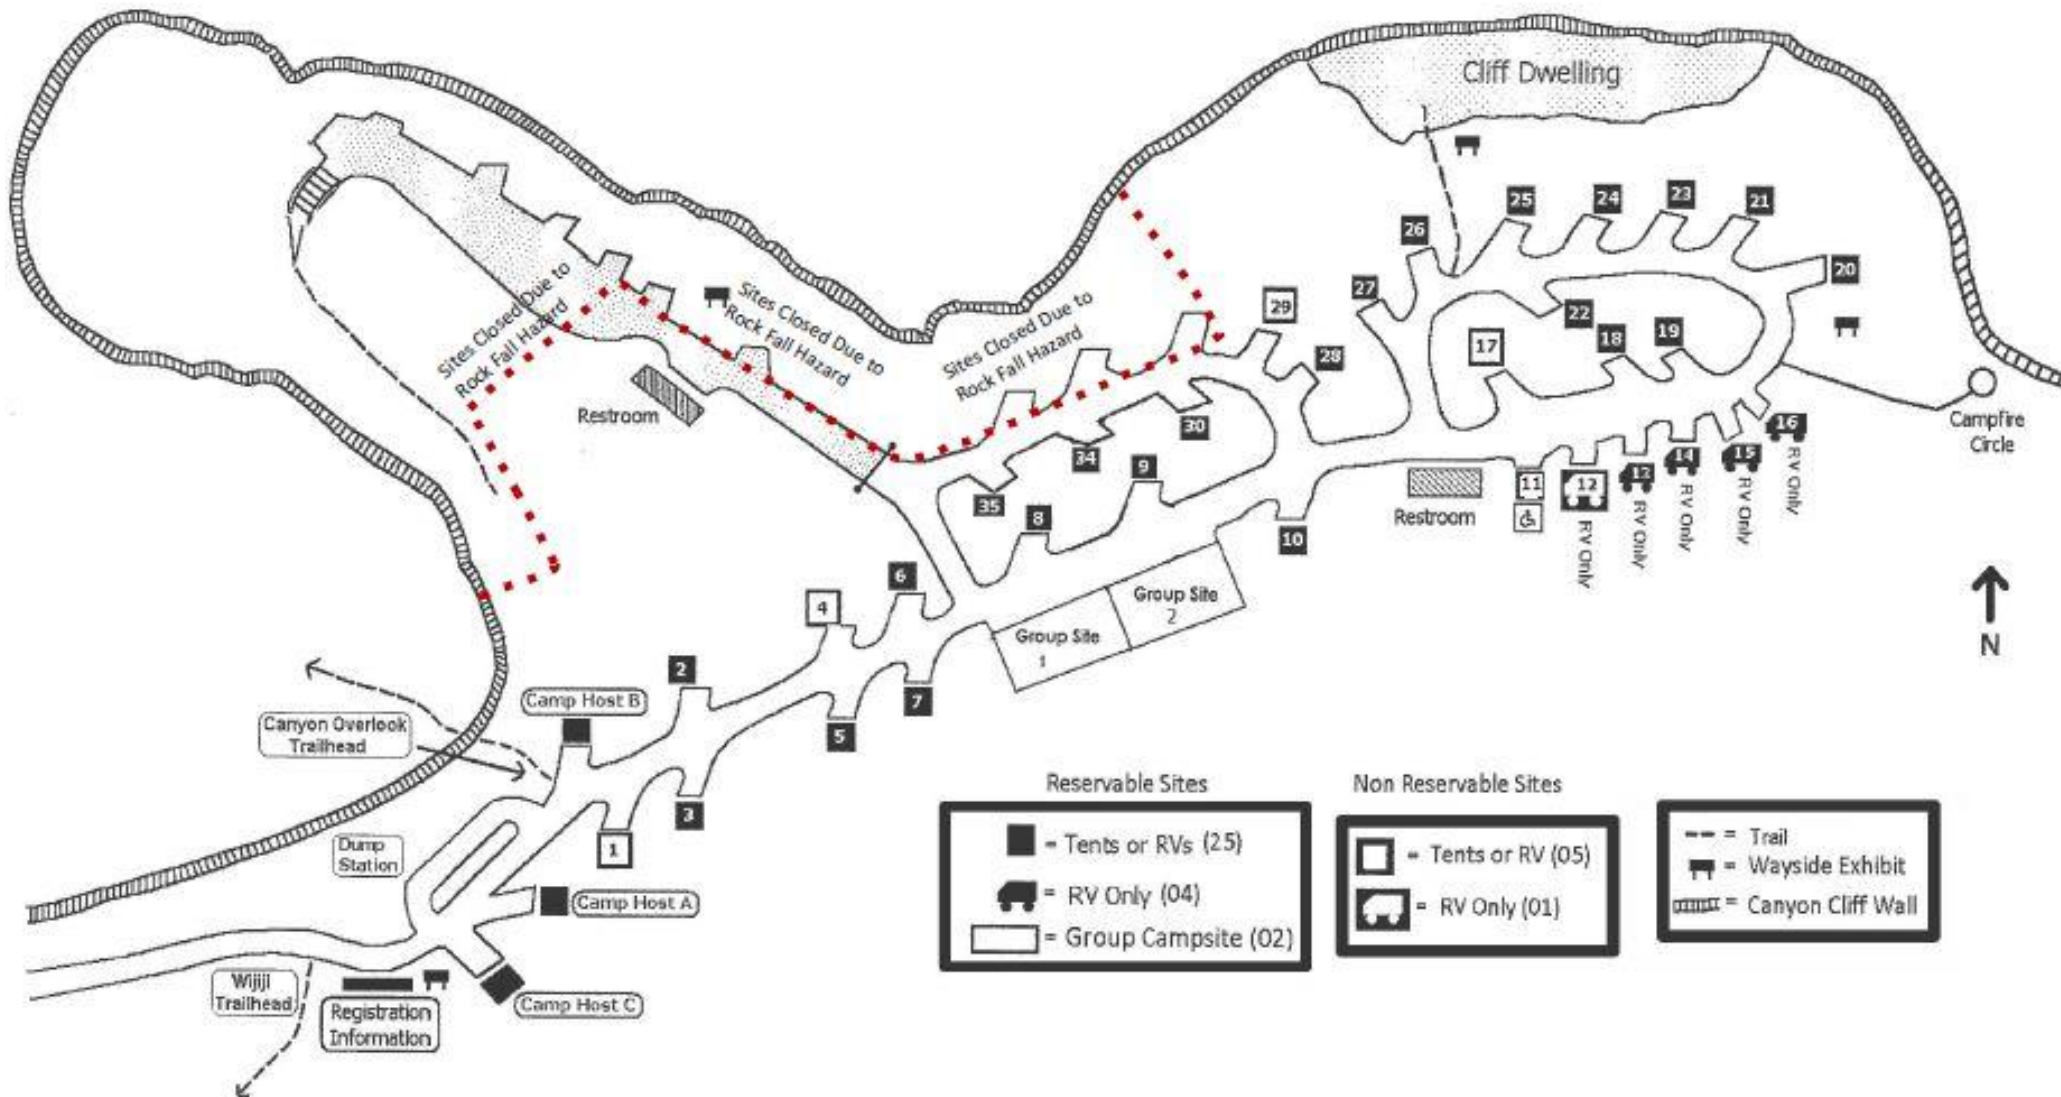 Cliff Dwelling
25
24
23
21
26
20
27
29
22
28
17
18
19
Sites Closed Due to
Rock Fall Hazard
Sites Closed Due to
Rock Fall Hazard
Sites Closed Due to
Rock Fall Hazard
Restroom
30
34
9
35
8
10
Restroom
11
12
13
14
15
16
RV Only
RV Only
RV Only
RV Only
RV Only
Campfire
Circle
N
6
4
Group Site
1
Group Site
2
2
7
5
3
1
Camp Host B
Canyon Overlook
Trailhead
Dump
Station
Camp Host A
Camp Host C
Wijiji
Trailhead
Registration
Information
Reservable Sites
= Tents or RVs (25)
= RV Only (04)
= Group Campsite (02)
Non Reservable Sites
= Tents or RV (05)
= RV Only (01)
= Trail
= Wayside Exhibit
= Canyon Cliff Wall